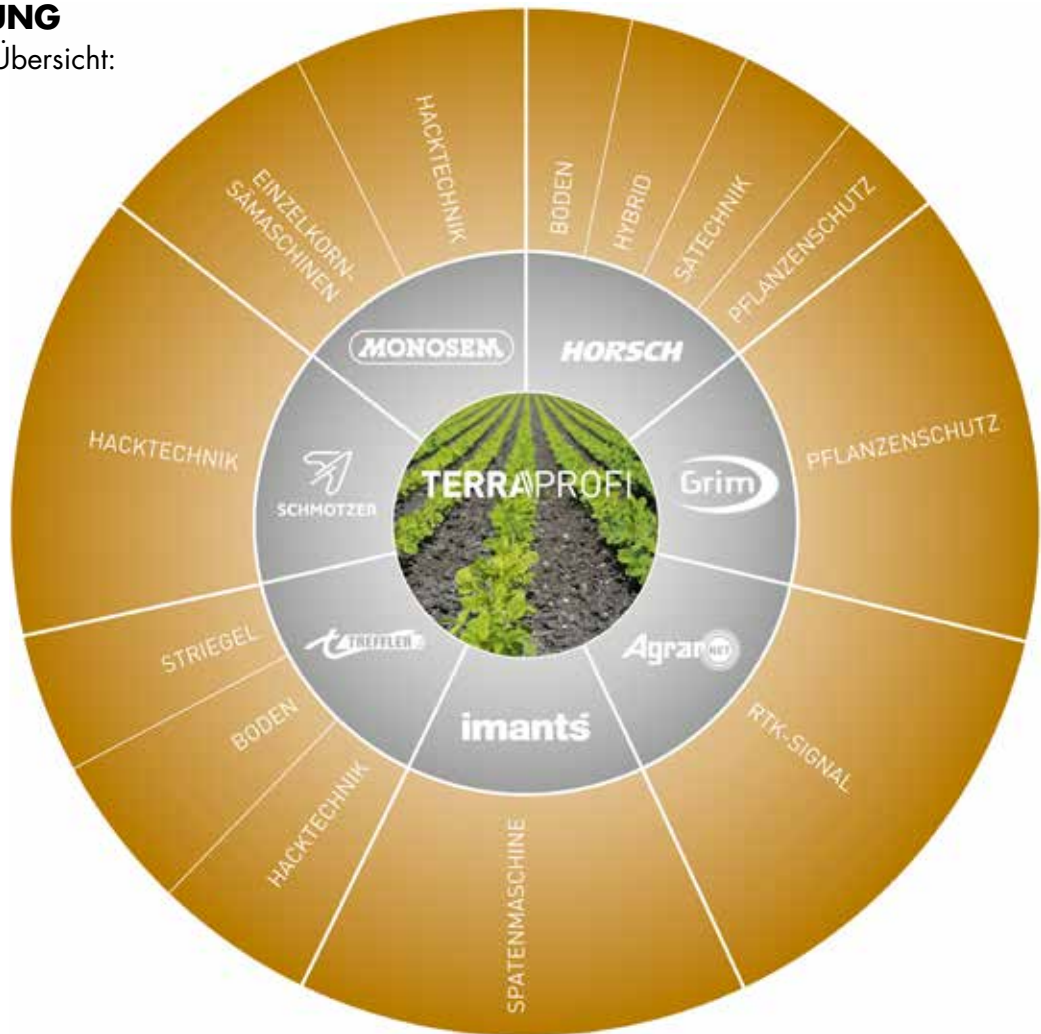 UNG
Übersicht:
HACKTECHNIK
BODEN
HYBRID
SÄTECHNIK
PFLANZENSCHUTZ
EINZELKORN-
SÄMASCHINEN
MONOSEM
HORSCH
HACKTECHNIK
SCHMOTZER
TERRAPROFI
Grim
PFLANZENSCHUTZ
STRIEGEL
TREFFLER
Agrar NET
BODEN
imants
RTK-SIGNAL
HACKTECHNIK
SPATENMASCHINE